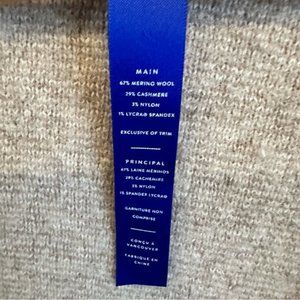 MAIN
67% MERINO WOOL
29% CASHMERE
3% NYLON
1% LYCRA® SPANDEX
EXCLUSIVE OF TRIM
PRINCIPAL
67% LAINE MÉRINOS
29% CACHEMIRE
3% NYLON
1% SPANDEX LYCRA®
GARNITURE NON
COMPRISE
CONÇU À
VANCOUVER
FABRIQUÉ EN
CHINE